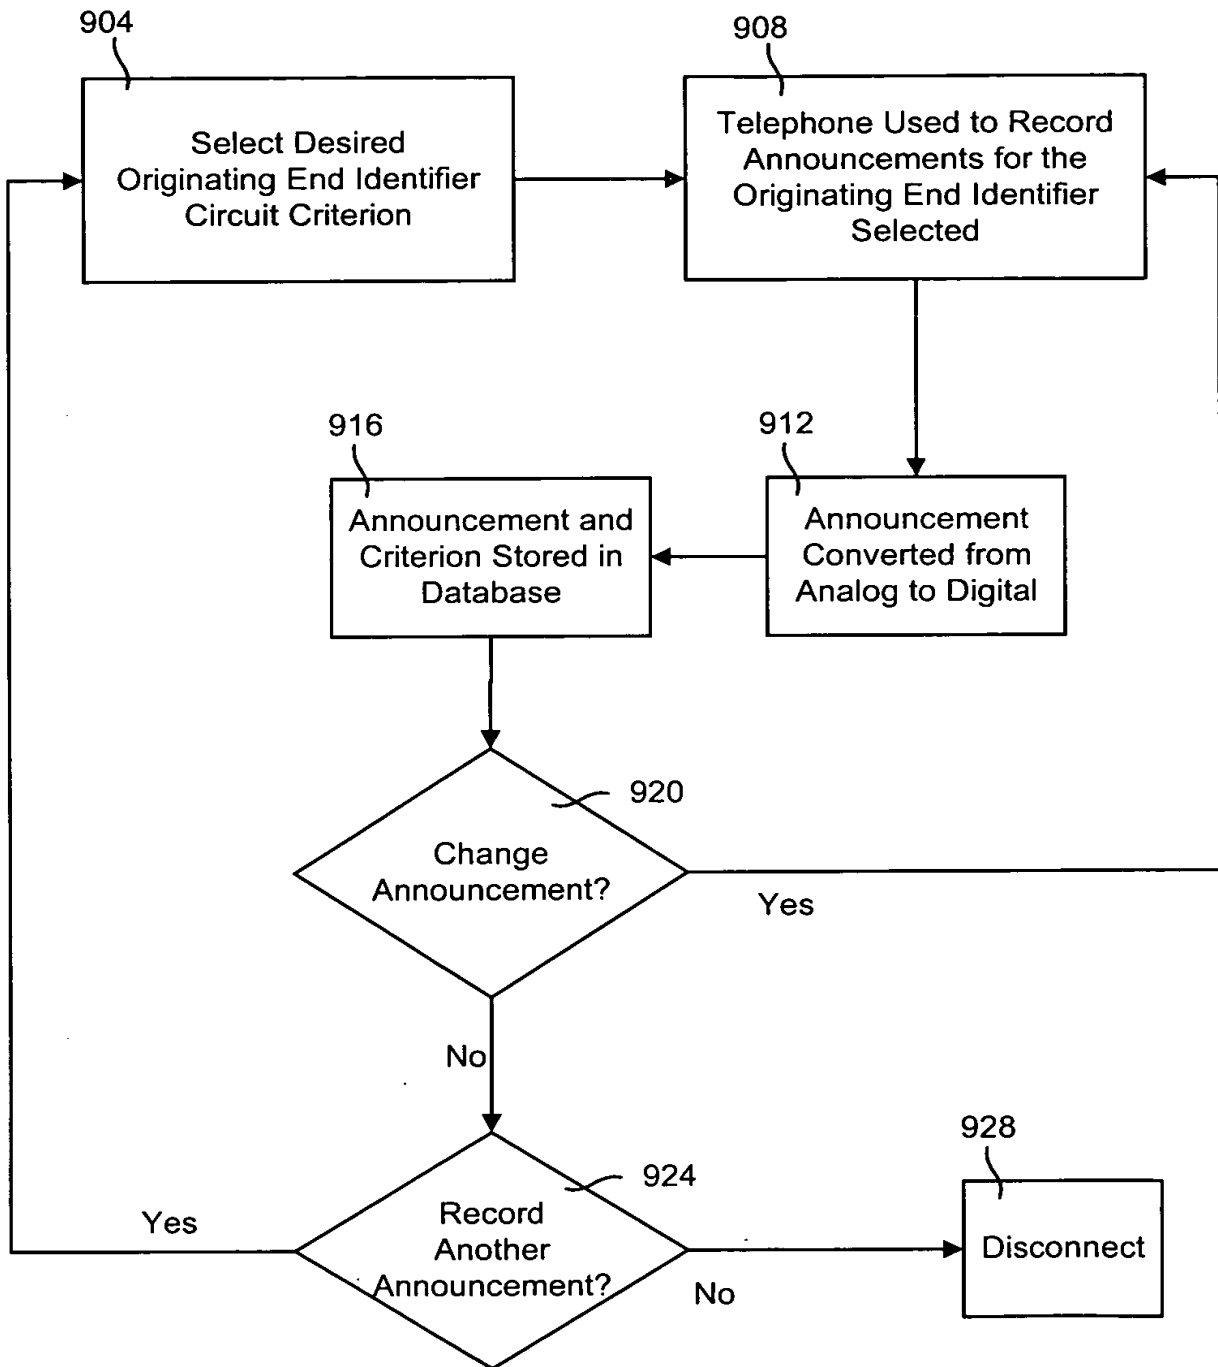 904
Select Desired
Originating End Identifier
Circuit Criterion
908
Telephone Used to Record
Announcements for the
Originating End Identifier
Selected
912
Announcement
Converted from
Analog to Digital
916
Announcement and
Criterion Stored in
Database
920
Change
Announcement?
Yes
No
924
Record
Another
Announcement?
Yes
No
928
Disconnect